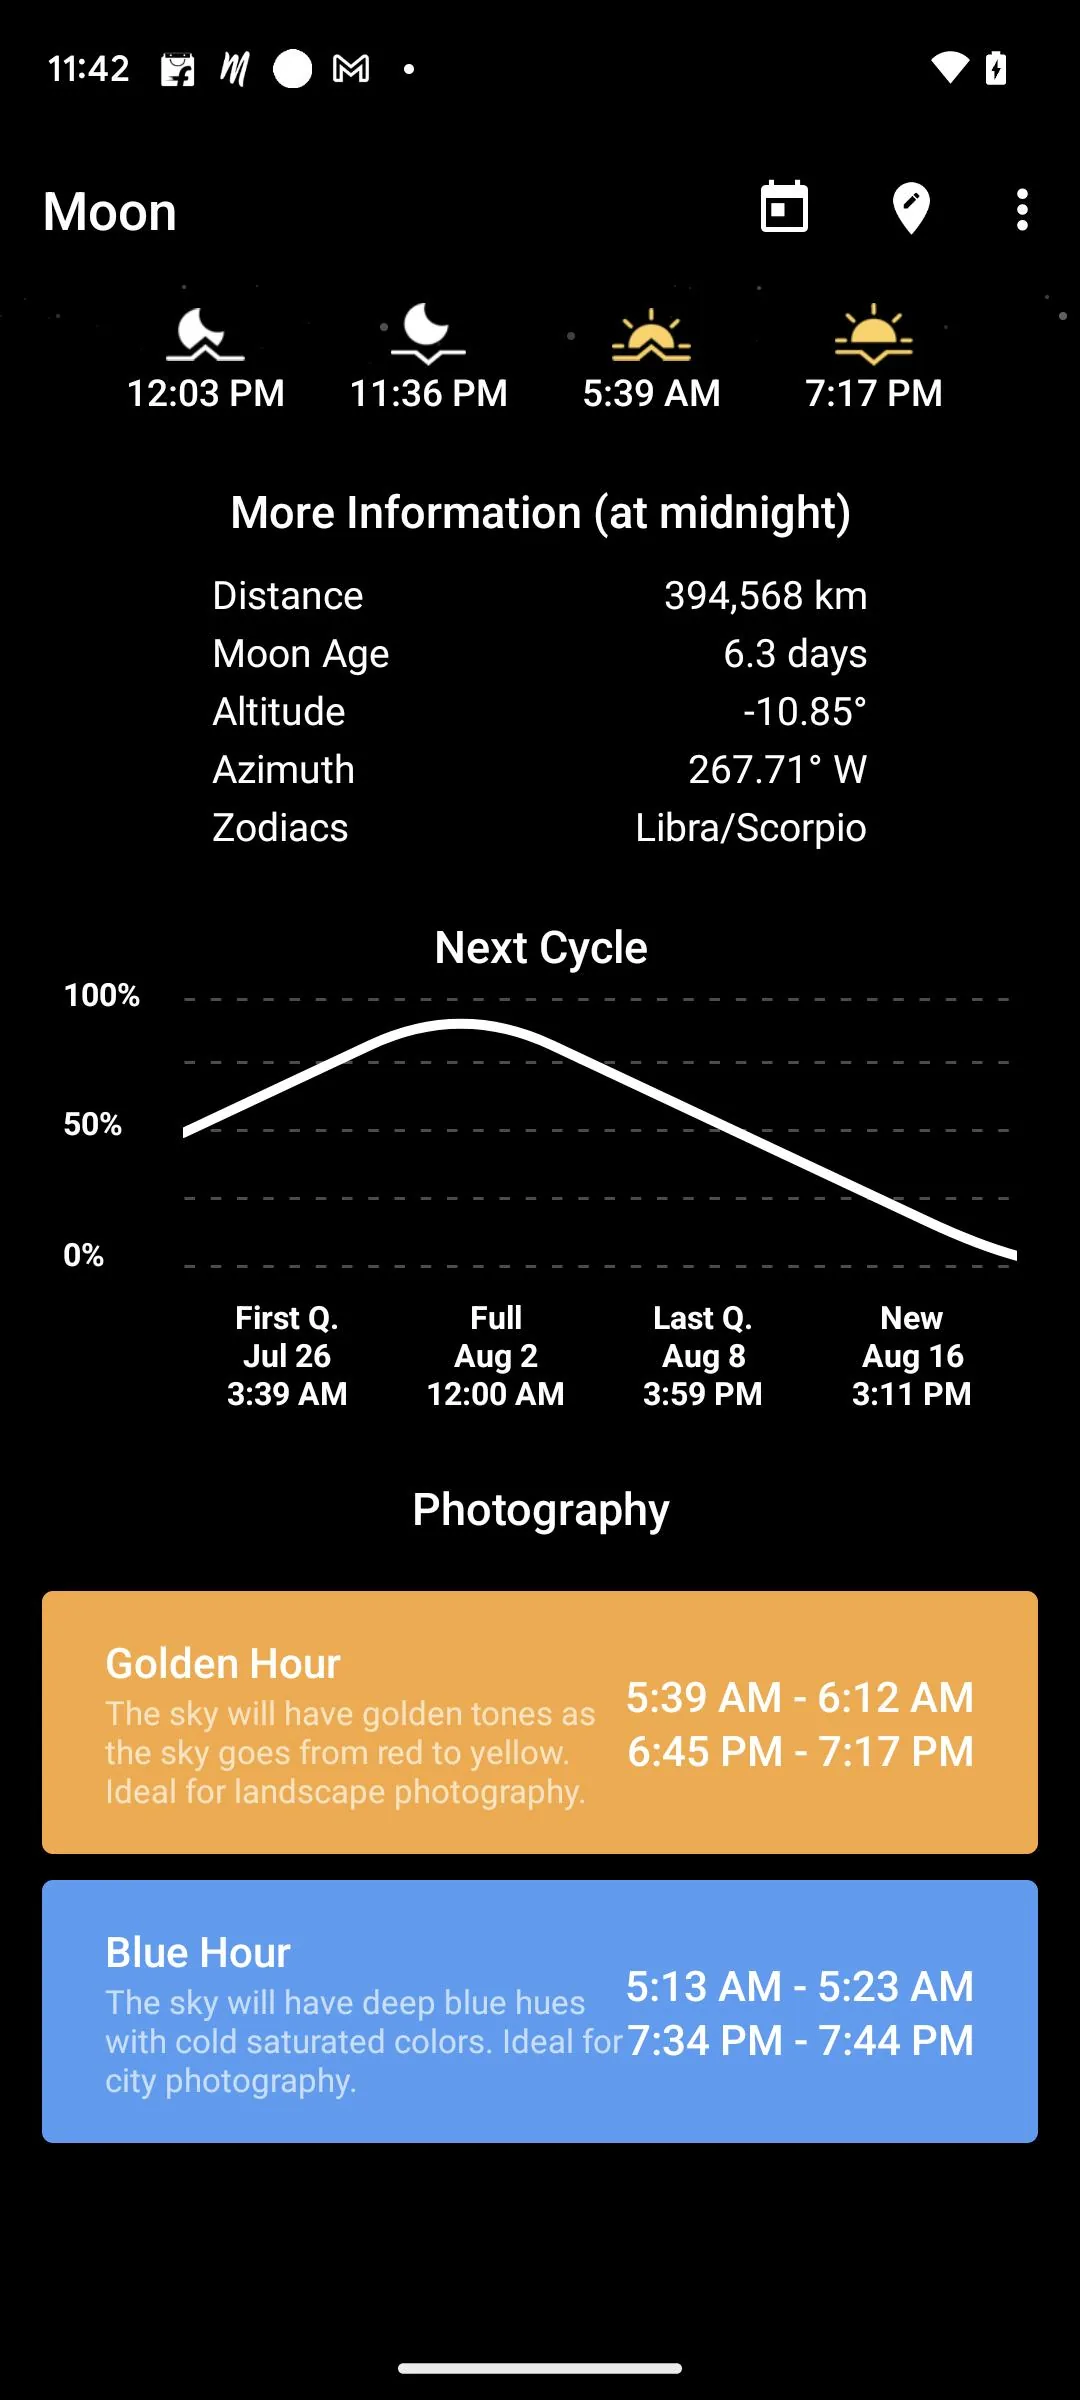 11:42
Moon
12:03 PM 11:36 PM 5:39 AM 7:17 PM
More Information (at midnight)
Distance 394,568 km
Moon Age 6.3 days
Altitude -10.85°
Azimuth 267.71° W
Zodiacs Libra/Scorpio
Next Cycle
100%
50%
0%
First Q. Full Last Q. New
Jul 26 Aug 2 Aug 8 Aug 16
3:39 AM 12:00 AM 3:59 PM 3:11 PM
Photography
Golden Hour
The sky will have golden tones as
the sky goes from red to yellow.
Ideal for landscape photography.
5:39 AM - 6:12 AM
6:45 PM - 7:17 PM
Blue Hour
The sky will have deep blue hues
with cold saturated colors. Ideal for
city photography.
5:13 AM - 5:23 AM
7:34 PM - 7:44 PM